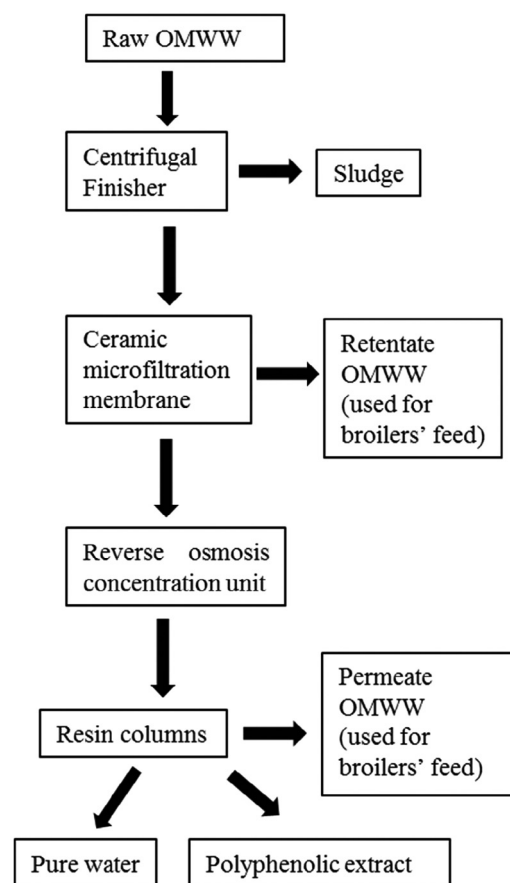 Raw OMWW
Centrifugal
Finisher
Sludge
Ceramic
microfiltration
membrane
Retentate
OMWW
(used for
broilers’ feed)
Reverse osmosis
concentration unit
Permeate
OMWW
(used for
broilers’ feed)
Resin columns
Pure water
Polyphenolic extract